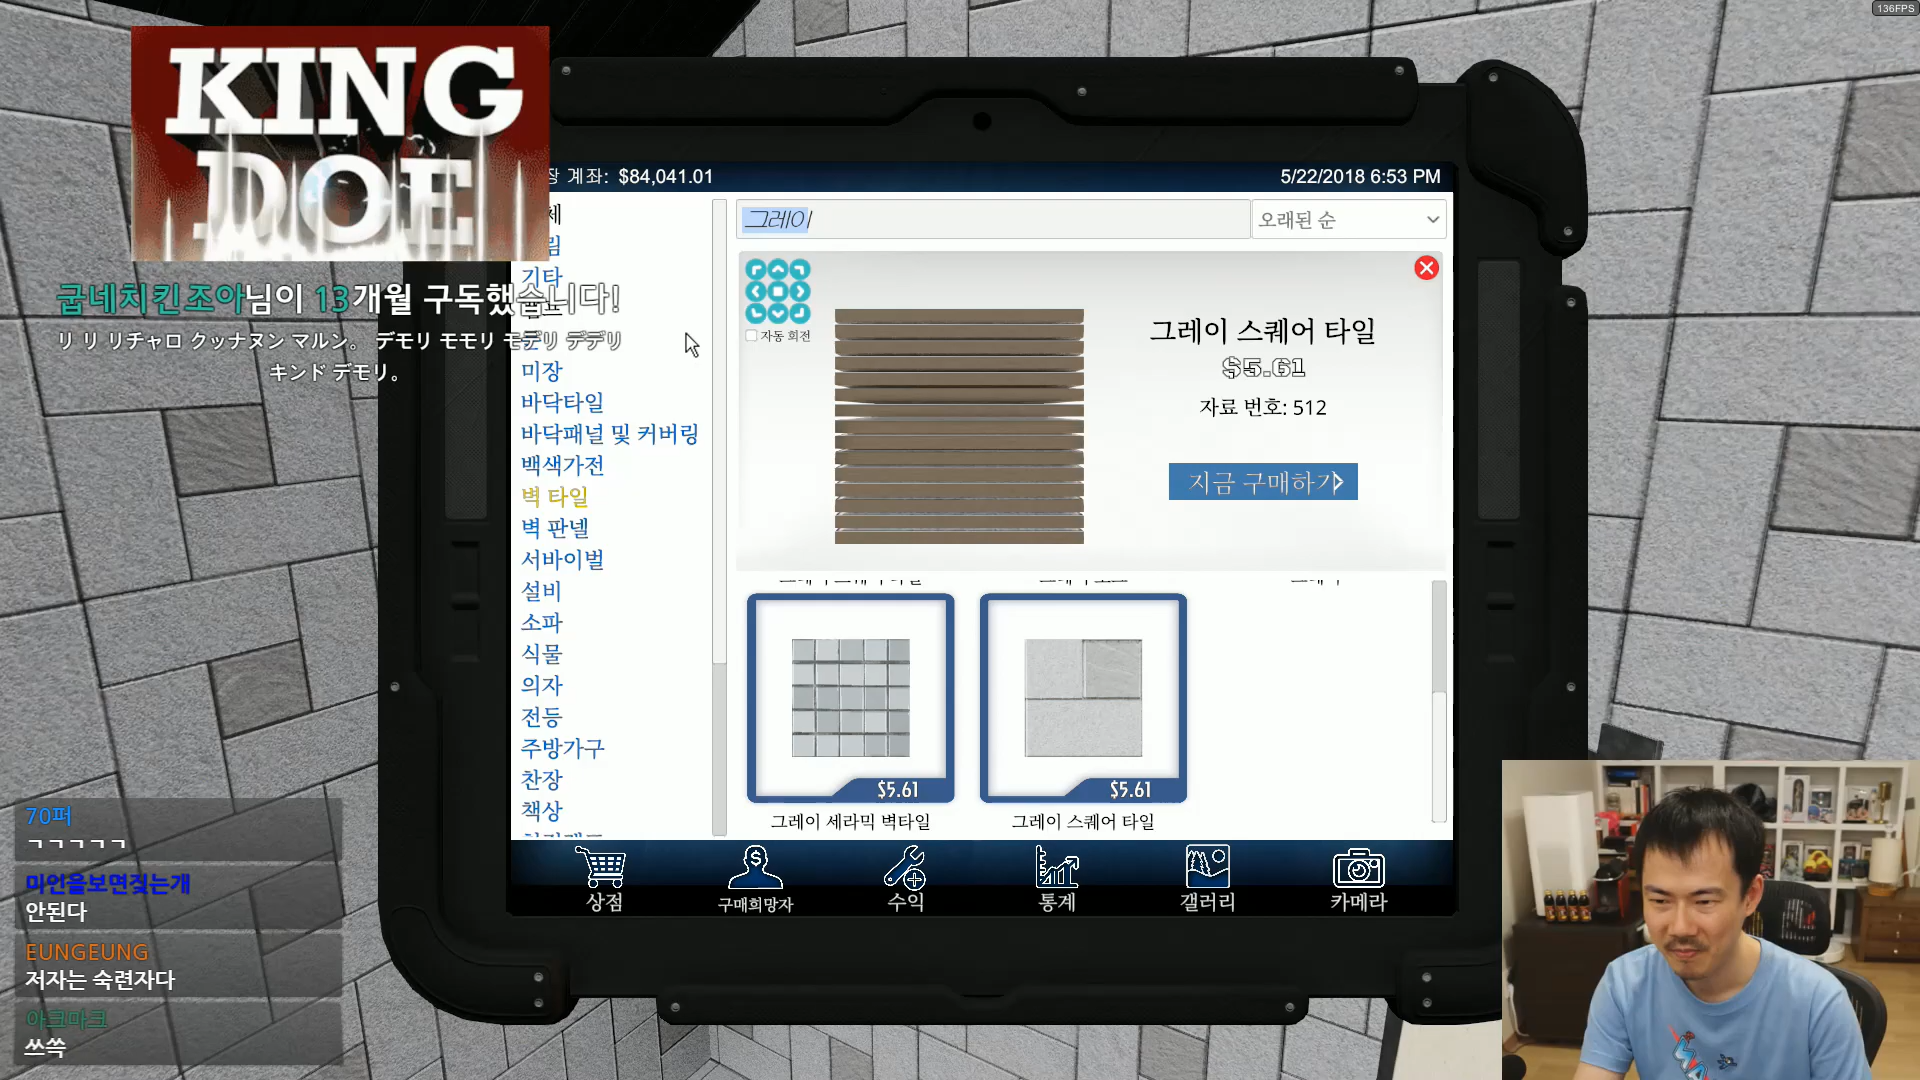 136FPS
KING
DOE
장 계좌: $84,041.01
5/22/2018 6:53 PM
그레이
오래된 순
체
림
기타
굽네치킨조아님이 13개월 구독했습니다!
リ リ リチャロ クッナヌン マルン。 デモリ モモリ モデリ デデリ
キンド デモリ。
미장
바닥타일
바닥패널 및 커버링
백색가전
벽 타일
벽 판넬
서바이벌
설비
소파
식물
의자
전등
주방가구
찬장
책상
자동 회전
그레이 스퀘어 타일
$5.61
자료 번호: 512
지금 구매하기
$5.61
$5.61
그레이 세라믹 벽타일
그레이 스퀘어 타일
상점
구매희망자
수익
통계
갤러리
카메라
70퍼
ㅋㅋㅋㅋㅋ
미인을보면짖는개
안된다
EUNGEUNG
저자는 숙련자다
아크마크
쓰쓱